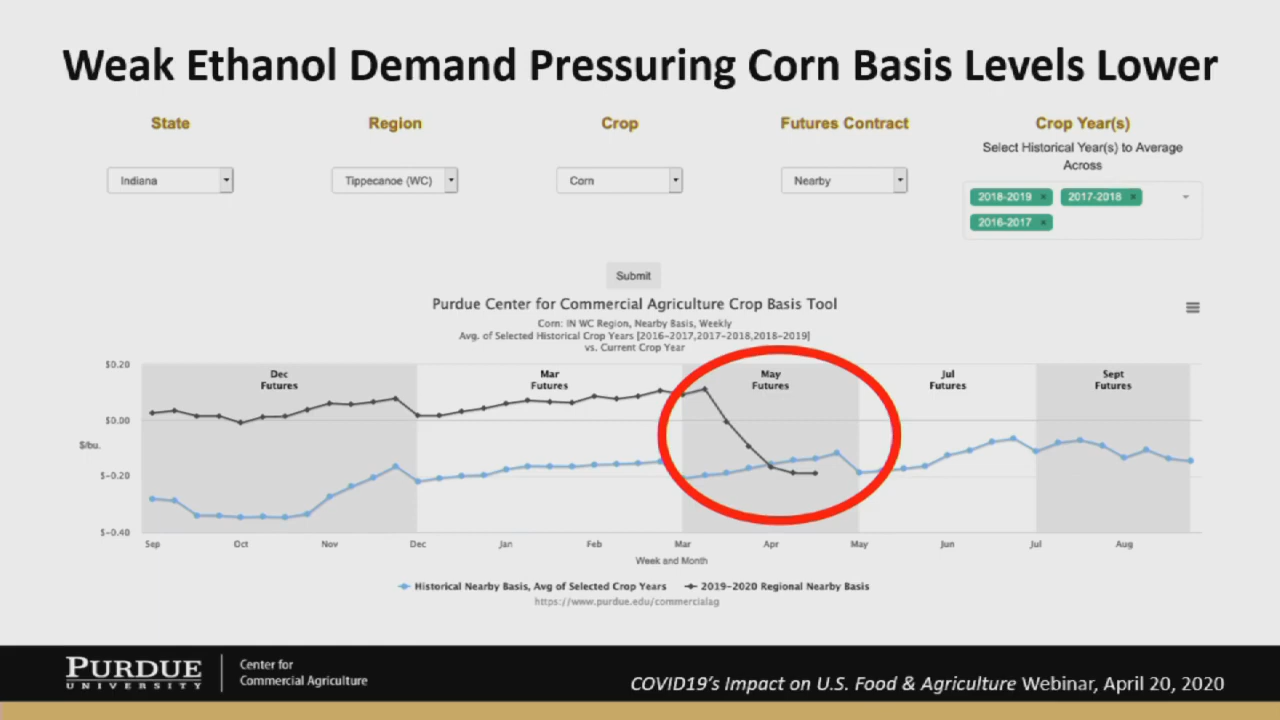 Weak Ethanol Demand Pressuring Corn Basis Levels Lower
State Region Crop Futures Contract Crop Year(s)
Select Historical Year(s) to Average
Across
Indiana Tippecanoe (WC) Corn Nearby
2018-2019 × 2017-2018 ×
2016-2017 ×
Submit
Purdue Center for Commercial Agriculture Crop Basis Tool
Corn: IN WC Region, Nearby Basis, Weekly
Avg. of Selected Historical Crop Years [2016-2017,2017-2018,2018-2019]
vs. Current Crop Year
$0.20
$0.00
$/bu.
$-0.20
$-0.40
Dec
Futures
Mar
Futures
May
Futures
Jul
Futures
Sept
Futures
Sep Oct Nov Dec Jan Feb Mar Apr May Jun Jul Aug
Week and Month
Historical Nearby Basis, Avg of Selected Crop Years 2019-2020 Regional Nearby Basis
https://www.purdue.edu/commercialag
PURDUE
UNIVERSITY
Center for
Commercial Agriculture
COVID19's Impact on U.S. Food & Agriculture Webinar, April 20, 2020